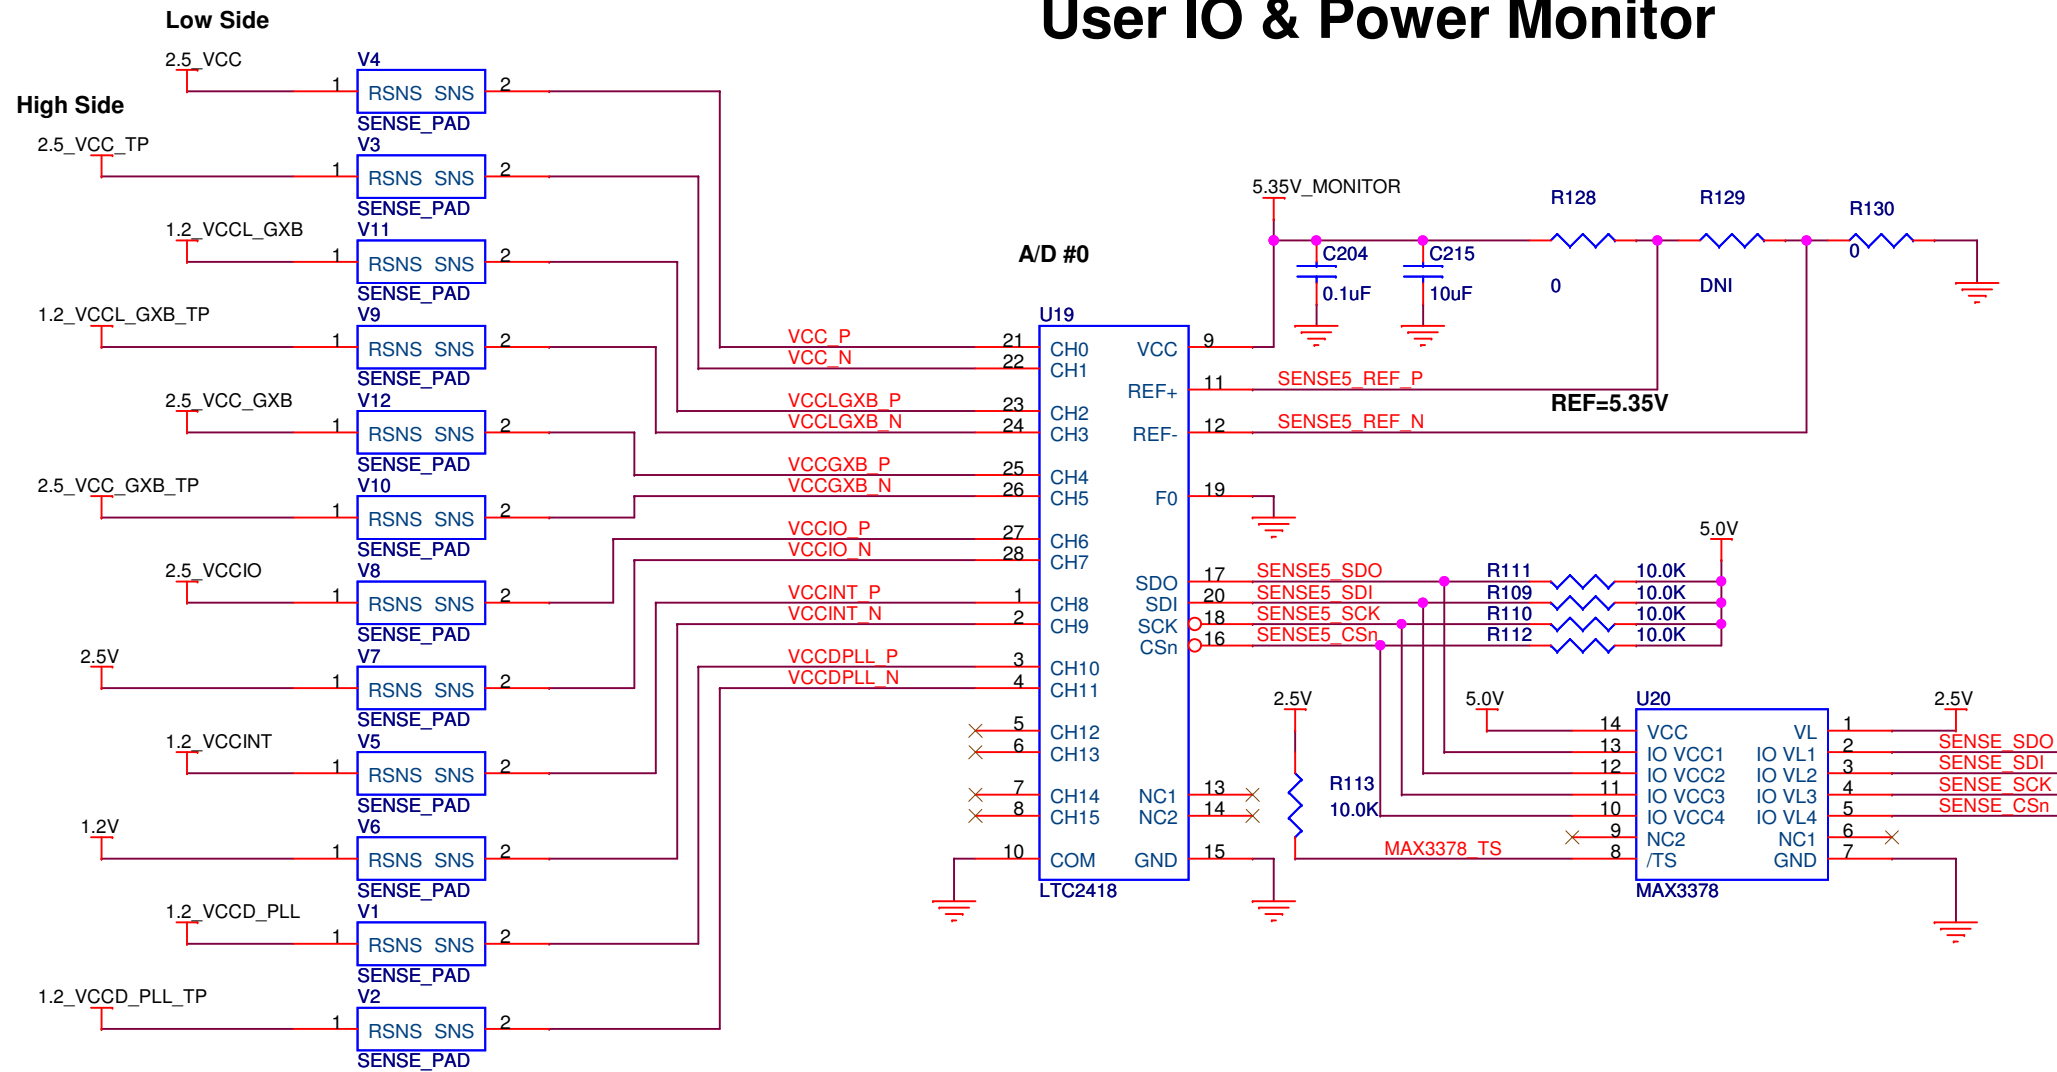 User IO & Power Monitor
Low Side
High Side
2.5_VCC
1
V4
RSNS SNS
SENSE_PAD
2
2.5_VCC_TP
1
V3
RSNS SNS
SENSE_PAD
2
1.2_VCCL_GXB
1
V11
RSNS SNS
SENSE_PAD
2
1.2_VCCL_GXB_TP
1
V9
RSNS SNS
SENSE_PAD
2
2.5_VCC_GXB
1
V12
RSNS SNS
SENSE_PAD
2
2.5_VCC_GXB_TP
1
V10
RSNS SNS
SENSE_PAD
2
2.5_VCCIO
1
V8
RSNS SNS
SENSE_PAD
2
2.5V
1
V7
RSNS SNS
SENSE_PAD
2
1.2_VCCINT
1
V5
RSNS SNS
SENSE_PAD
2
1.2V
1
V6
RSNS SNS
SENSE_PAD
2
1.2_VCCD_PLL
1
V1
RSNS SNS
SENSE_PAD
2
1.2_VCCD_PLL_TP
1
V2
RSNS SNS
SENSE_PAD
2
A/D #0
U19
VCC_P 21 CH0
VCC_N 22 CH1
VCCLGXB_P 23 CH2
VCCLGXB_N 24 CH3
VCCGXB_P 25 CH4
VCCGXB_N 26 CH5
VCCIO_P 27 CH6
VCCIO_N 28 CH7
VCCINT_P 1 CH8
VCCINT_N 2 CH9
VCCDPLL_P 3 CH10
VCCDPLL_N 4 CH11
5 CH12
6 CH13
7 CH14
8 CH15
10 COM
VCC 9
REF+ 11 SENSE5_REF_P
REF- 12 SENSE5_REF_N
F0 19
SDO 17 SENSE5_SDO
SDI 20 SENSE5_SDI
SCK 18 SENSE5_SCK
CSn 16 SENSE5_CSn
NC1 13
NC2 14
GND 15
LTC2418
5.35V_MONITOR
C204
0.1uF
C215
10uF
R128
0
R129
DNI
R130
0
REF=5.35V
5.0V
R111 10.0K
R109 10.0K
R110 10.0K
R112 10.0K
2.5V
R113
10.0K
MAX3378_TS
5.0V
U20
2.5V
14 VCC VL 1
13 IO VCC1 IO VL1 2 SENSE_SDO
12 IO VCC2 IO VL2 3 SENSE_SDI
11 IO VCC3 IO VL3 4 SENSE_SCK
10 IO VCC4 IO VL4 5 SENSE_CSn
9 NC2 NC1 6
8 /TS GND 7
MAX3378